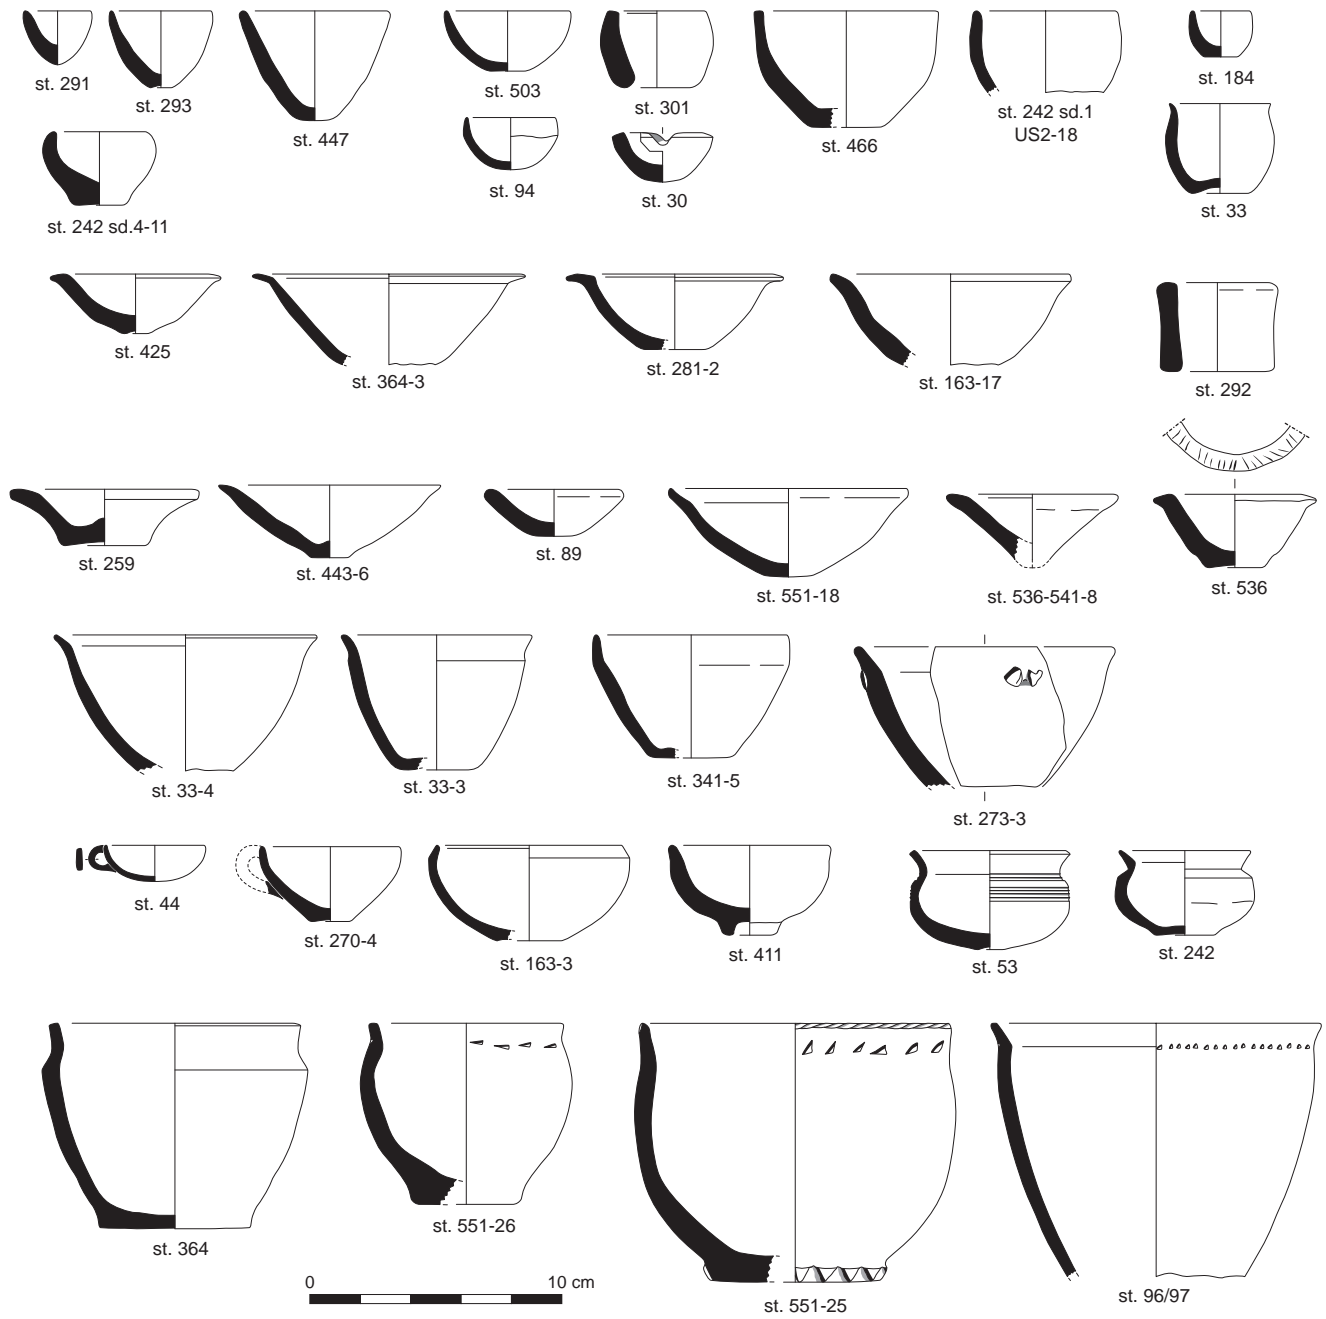 st. 291
st. 293
st. 447
st. 503
st. 301
st. 466
st. 242 sd.1
US2-18
st. 184
st. 94
st. 30
st. 33
st. 242 sd.4-11
st. 425
st. 364-3
st. 281-2
st. 163-17
st. 292
st. 259
st. 443-6
st. 89
st. 551-18
st. 536-541-8
st. 536
st. 33-4
st. 33-3
st. 341-5
st. 273-3
st. 44
st. 270-4
st. 163-3
st. 411
st. 53
st. 242
st. 364
st. 551-26
st. 551-25
st. 96/97
0 10 cm